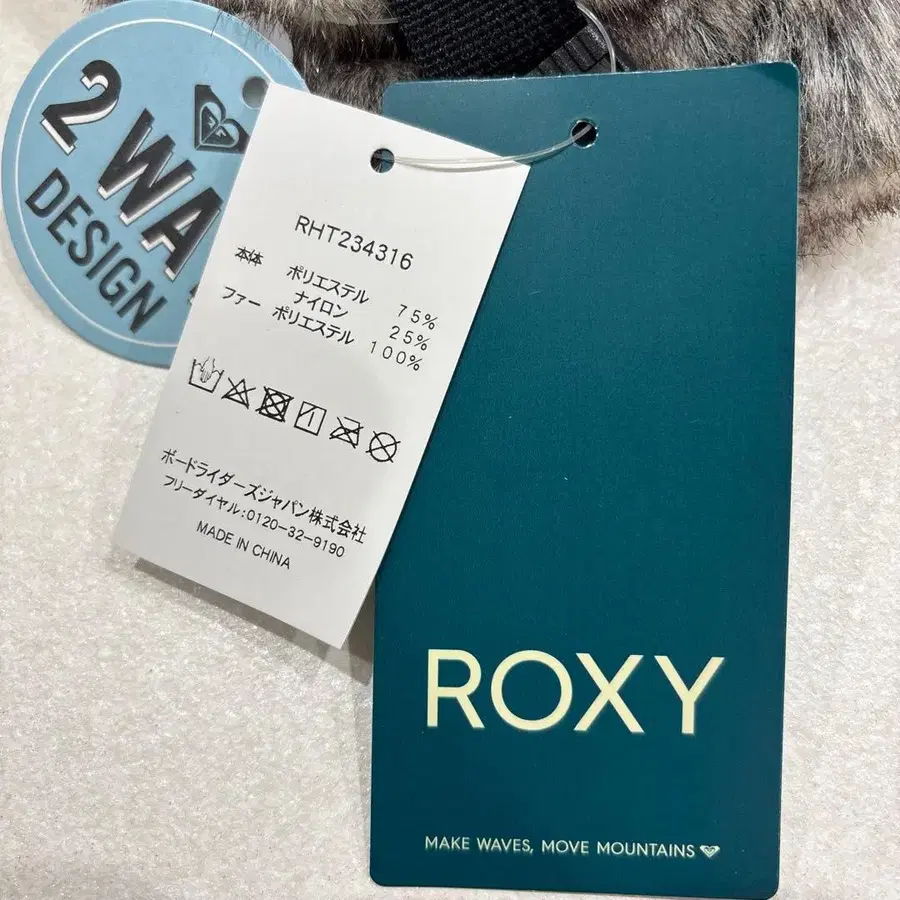 2 WAY
DESIGN
RHT234316
本体 ポリエステル 75%
ナイロン 25%
ファー ポリエステル 100%
ボードライダーズジャパン株式会社
フリーダイヤル:0120-32-9190
MADE IN CHINA
ROXY
MAKE WAVES, MOVE MOUNTAINS